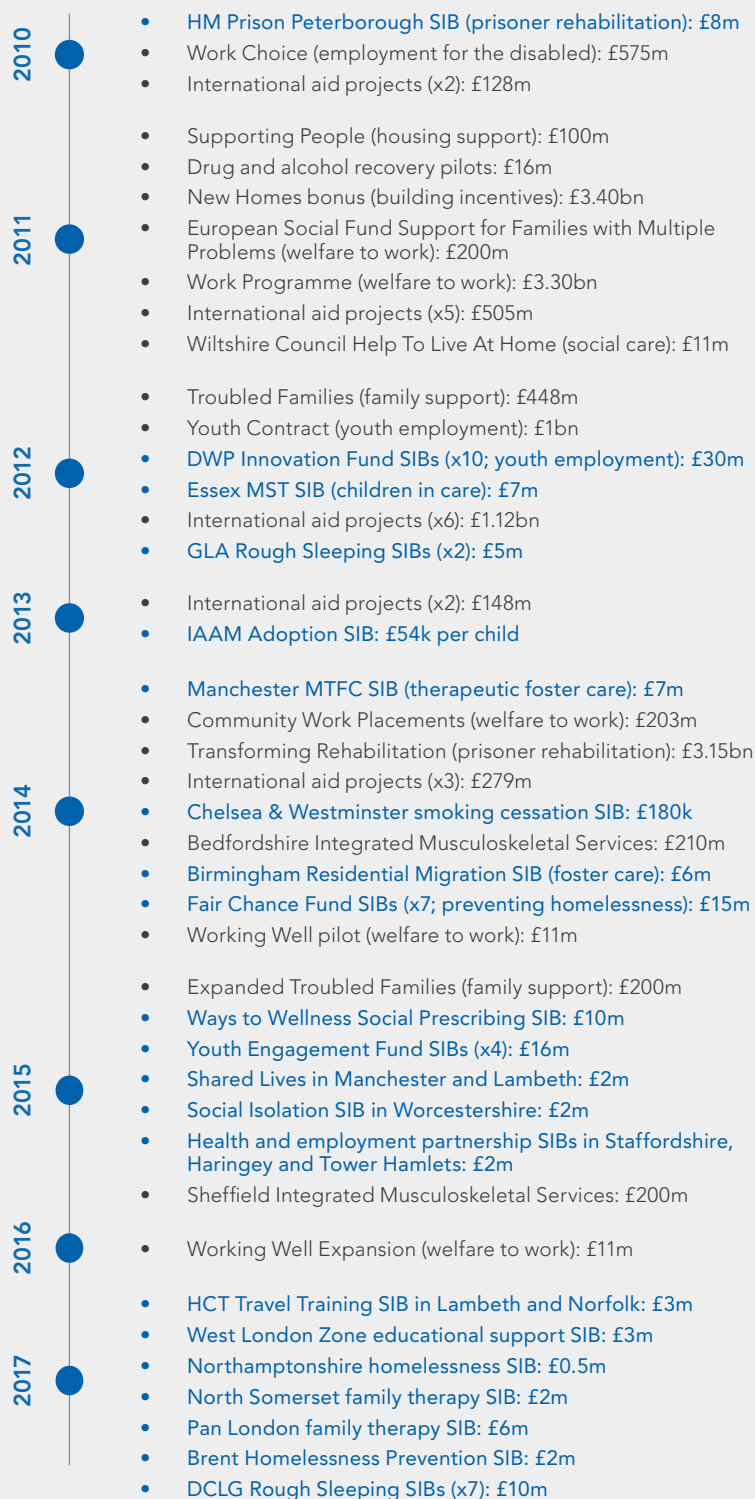 2010
• HM Prison Peterborough SIB (prisoner rehabilitation): £8m
• Work Choice (employment for the disabled): £575m
• International aid projects (x2): £128m
2011
• Supporting People (housing support): £100m
• Drug and alcohol recovery pilots: £16m
• New Homes bonus (building incentives): £3.40bn
• European Social Fund Support for Families with Multiple
Problems (welfare to work): £200m
• Work Programme (welfare to work): £3.30bn
• International aid projects (x5): £505m
• Wiltshire Council Help To Live At Home (social care): £11m
2012
• Troubled Families (family support): £448m
• Youth Contract (youth employment): £1bn
• DWP Innovation Fund SIBs (x10; youth employment): £30m
• Essex MST SIB (children in care): £7m
• International aid projects (x6): £1.12bn
• GLA Rough Sleeping SIBs (x2): £5m
2013
• International aid projects (x2): £148m
• IAAM Adoption SIB: £54k per child
2014
• Manchester MTFC SIB (therapeutic foster care): £7m
• Community Work Placements (welfare to work): £203m
• Transforming Rehabilitation (prisoner rehabilitation): £3.15bn
• International aid projects (x3): £279m
• Chelsea & Westminster smoking cessation SIB: £180k
• Bedfordshire Integrated Musculoskeletal Services: £210m
• Birmingham Residential Migration SIB (foster care): £6m
• Fair Chance Fund SIBs (x7; preventing homelessness): £15m
• Working Well pilot (welfare to work): £11m
2015
• Expanded Troubled Families (family support): £200m
• Ways to Wellness Social Prescribing SIB: £10m
• Youth Engagement Fund SIBs (x4): £16m
• Shared Lives in Manchester and Lambeth: £2m
• Social Isolation SIB in Worcestershire: £2m
• Health and employment partnership SIBs in Staffordshire,
Haringey and Tower Hamlets: £2m
• Sheffield Integrated Musculoskeletal Services: £200m
2016
• Working Well Expansion (welfare to work): £11m
2017
• HCT Travel Training SIB in Lambeth and Norfolk: £3m
• West London Zone educational support SIB: £3m
• Northamptonshire homelessness SIB: £0.5m
• North Somerset family therapy SIB: £2m
• Pan London family therapy SIB: £6m
• Brent Homelessness Prevention SIB: £2m
• DCLG Rough Sleeping SIBs (x7): £10m